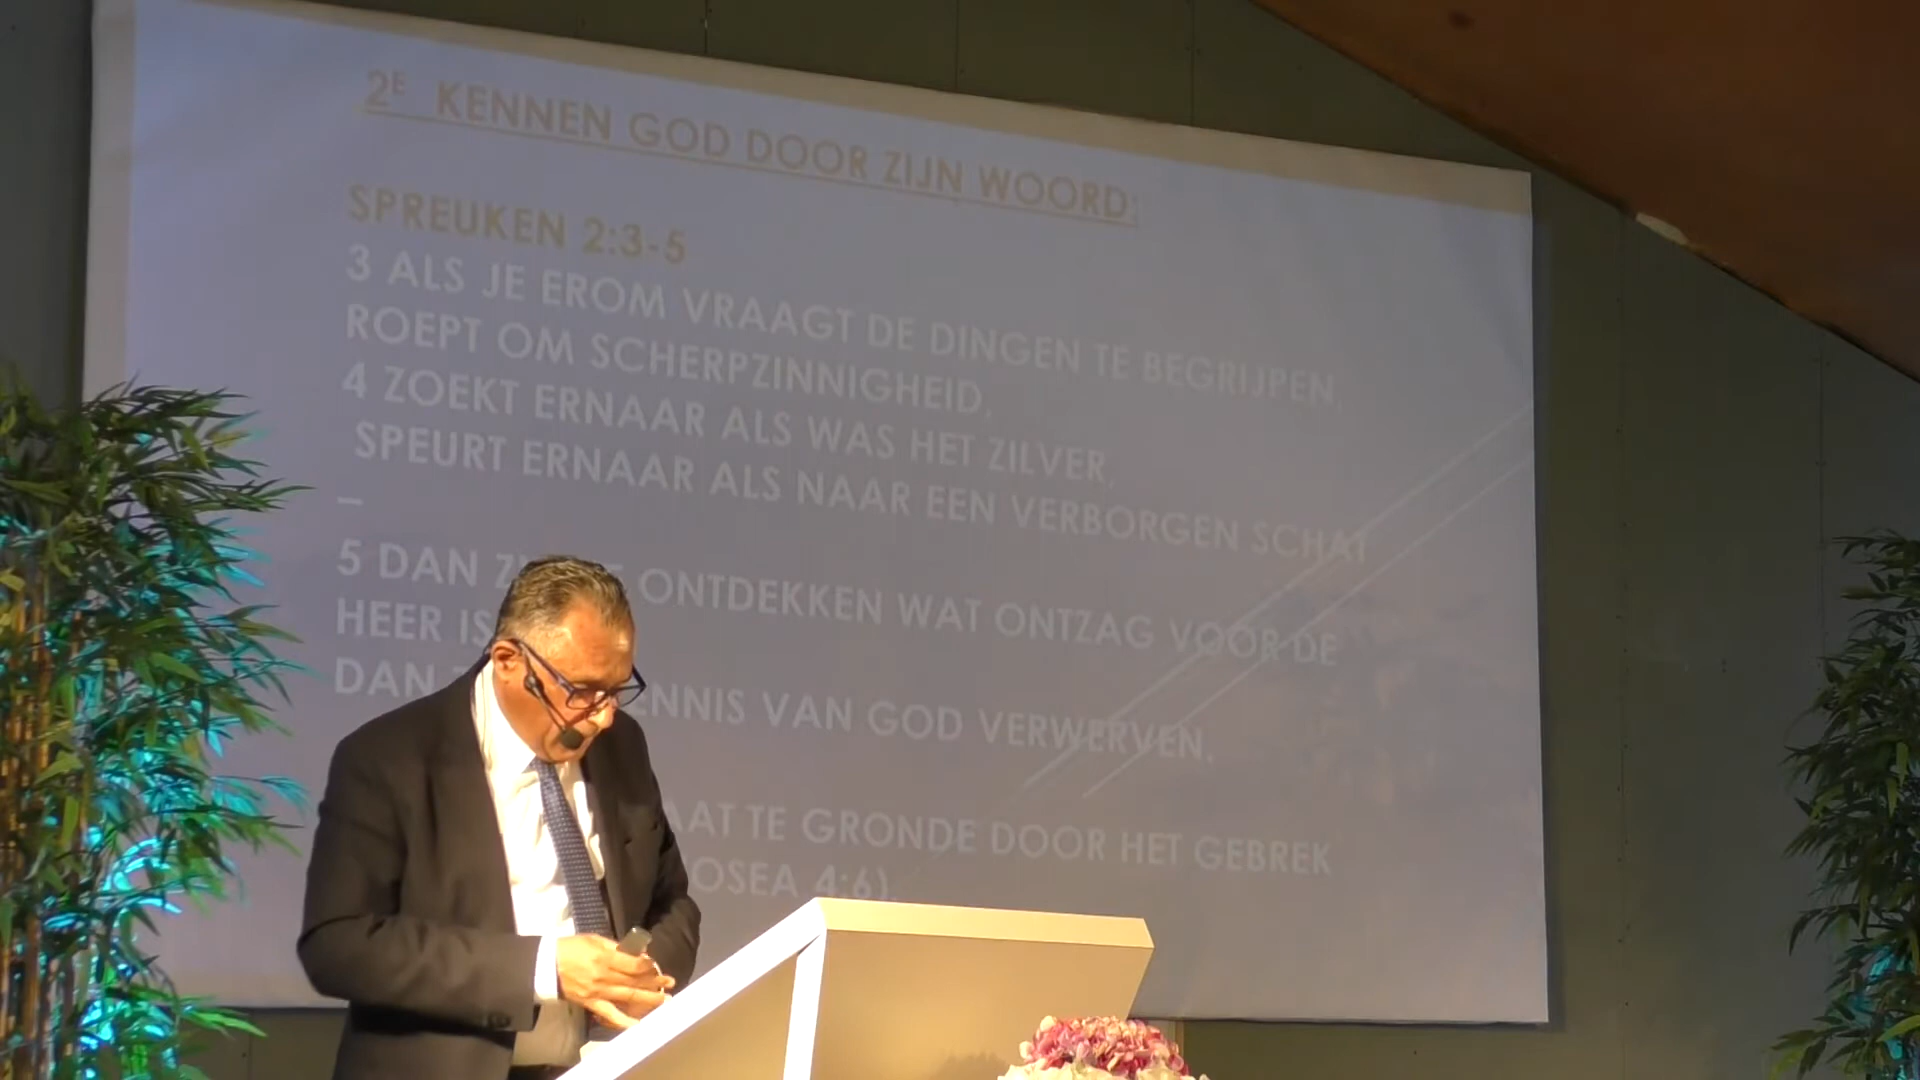 2E KENNEN GOD DOOR ZIJN WOORD:
SPREUKEN 2:3-5
3 ALS JE EROM VRAAGT DE DINGEN TE BEGRIJPEN,
ROEPT OM SCHERPZINNIGHEID,
4 ZOEKT ERNAAR ALS WAS HET ZILVER,
SPEURT ERNAAR ALS NAAR EEN VERBORGEN SCHAT
–
5 DAN ONTDEKKEN WAT ONTZAG VOOR DE
HEER IS
DAN VAN GOD VERWERVEN.
TE GRONDE DOOR HET GEBREK
4:6).